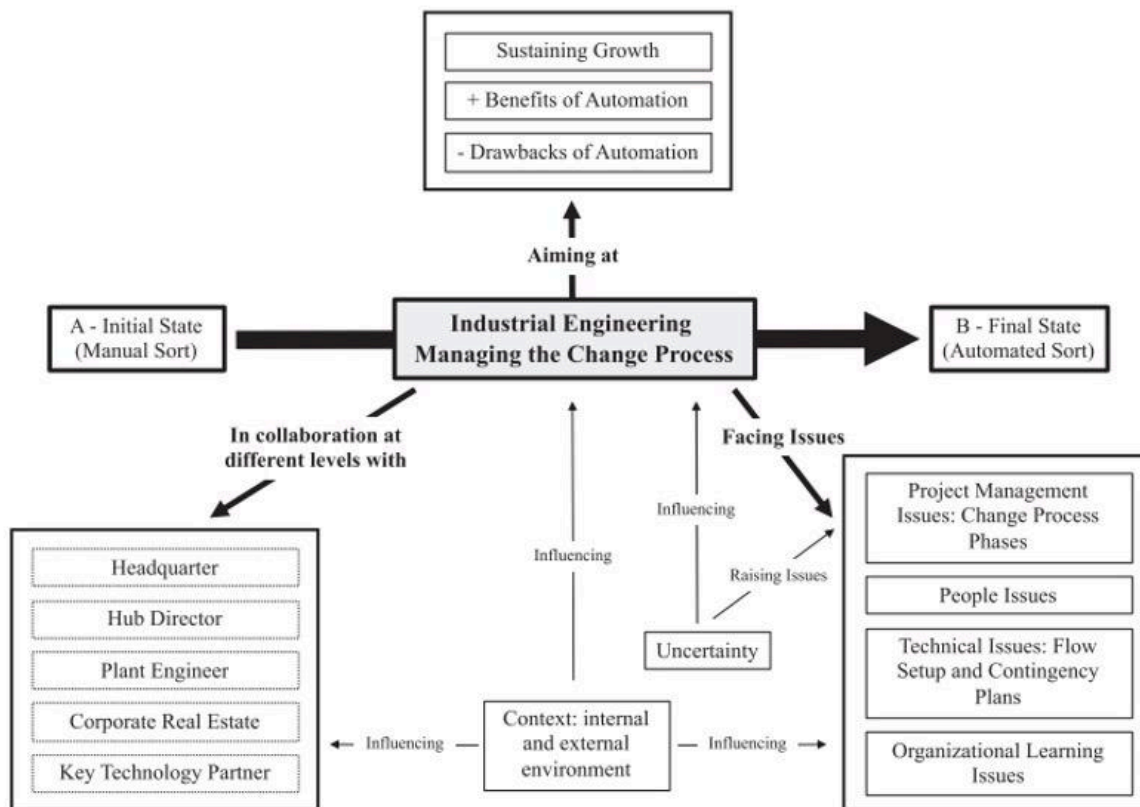 Sustaining Growth
+ Benefits of Automation
- Drawbacks of Automation
Aiming at
A - Initial State
(Manual Sort)
Industrial Engineering
Managing the Change Process
B - Final State
(Automated Sort)
In collaboration at
different levels with
Facing Issues
Headquarter
Hub Director
Plant Engineer
Corporate Real Estate
Key Technology Partner
Influencing
Influencing
Raising Issues
Uncertainty
Influencing
Context: internal
and external
environment
Influencing
Project Management
Issues: Change Process
Phases
People Issues
Technical Issues: Flow
Setup and Contingency
Plans
Organizational Learning
Issues